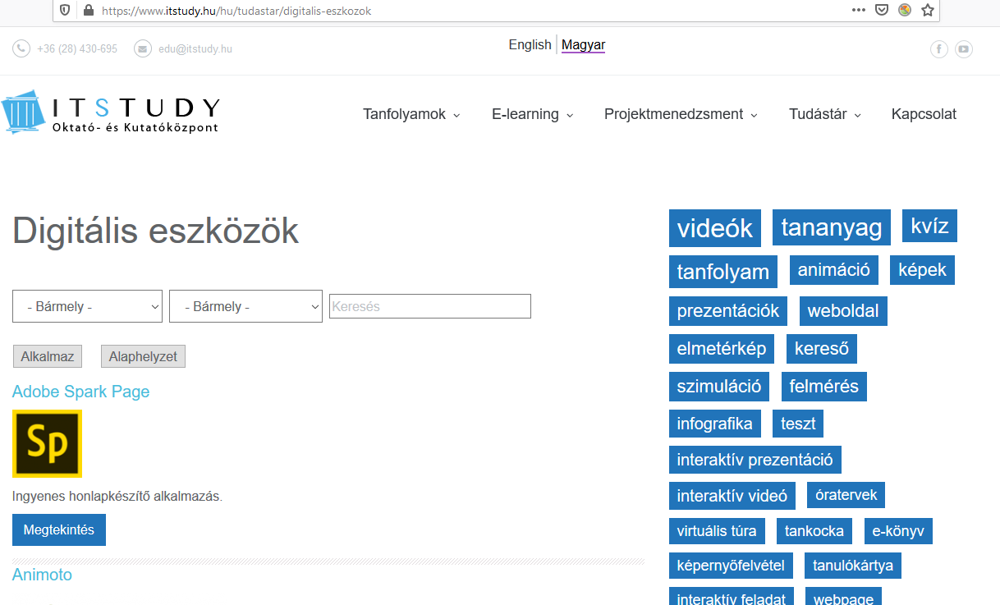 https://www.itstudy.hu/hu/tudastar/digitalis-eszkozok
+36 (28) 430-695 edu@itstudy.hu English Magyar
ITSTUDY
Oktató- és Kutatóközpont
Tanfolyamok E-learning Projektmenedzsment Tudástár Kapcsolat
Digitális eszközök
- Bármely - - Bármely - Keresés
Alkalmaz Alaphelyzet
Adobe Spark Page
Sp
Ingyenes honlapkészítő alkalmazás.
Megtekintés
Animoto
videók tananyag kvíz
tanfolyam animáció képek
prezentációk weboldal
elmetérkép kereső
szimuláció felmérés
infografika teszt
interaktív prezentáció
interaktív videó óratervek
virtuális túra tankocka e-könyv
képernyőfelvétel tanulókártya
interaktív feladat webpage